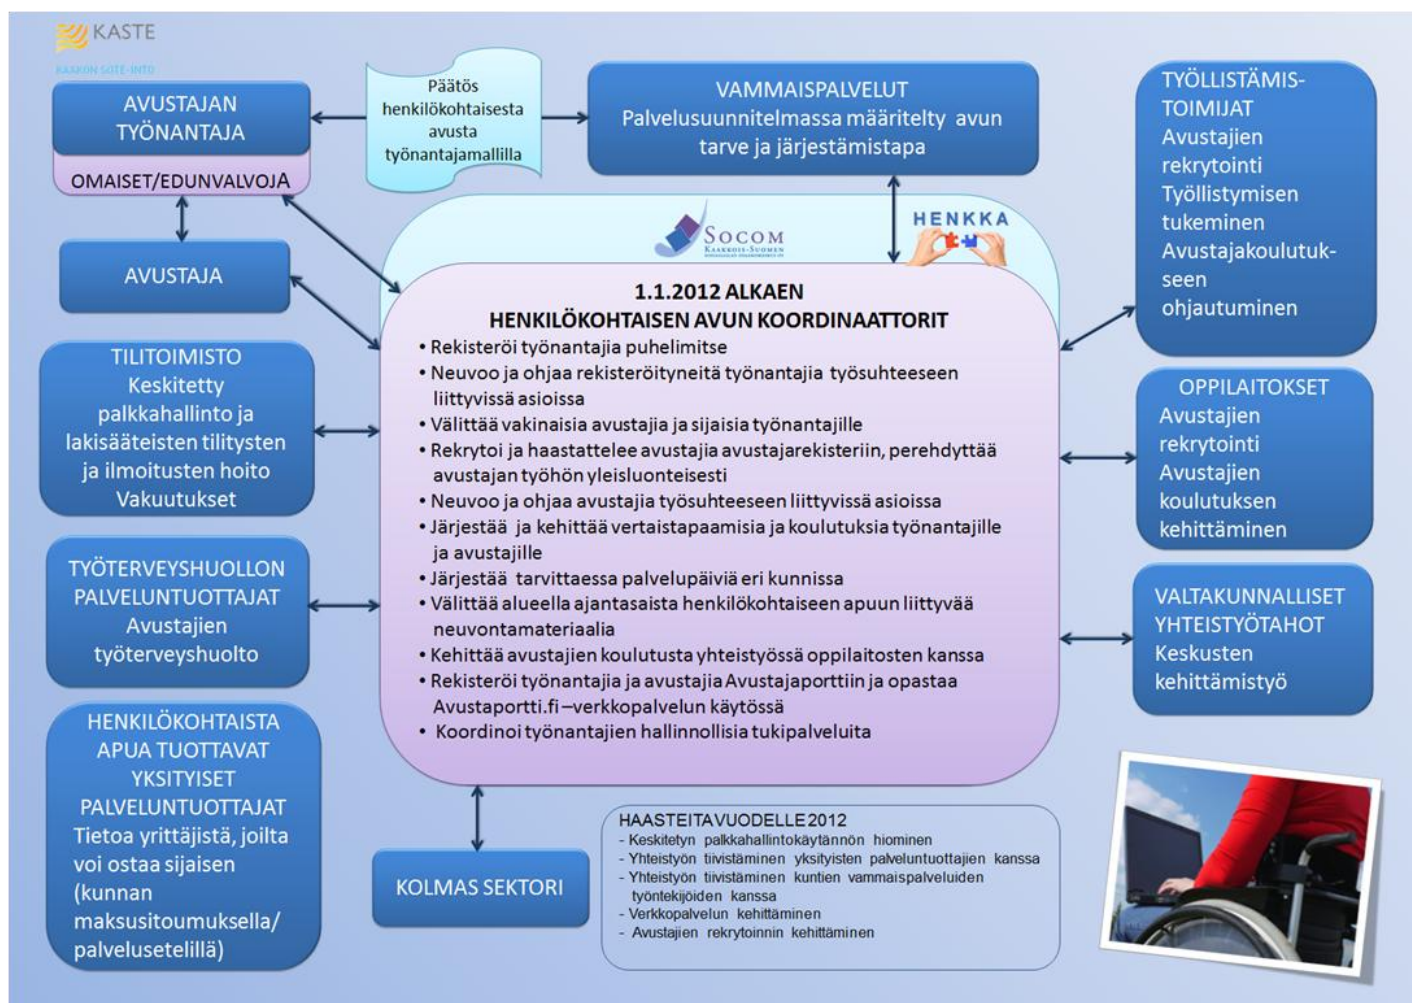 KASTE
KAAKON SOTE-INTO
AVUSTAJAN
TYÖNANTAJA
OMAISET/EDUNVALVOJA
AVUSTAJA
TILITOIMISTO
Keskitetty
palkkahallinto ja
lakisääteisten tilitysten
ja ilmoitusten hoito
Vakuutukset
TYÖTERVEYSHUOLLON
PALVELUNTUOTTAJAT
Avustajien
työterveyshuolto
HENKILÖKOHTAISTA
APUA TUOTTAVAT
YKSITYISET
PALVELUNTUOTTAJAT
Tietoa yrittäjistä, joilta
voi ostaa sijaisen
(kunnan
maksusitoumuksella/
palvelusetelillä)
Päätös
henkilökohtaisesta
avusta
työnantajamallilla
VAMMAISPALVELUT
Palvelusuunnitelmassa määritelty avun
tarve ja järjestämistapa
SOCOM
KAAKKOIS-SUOMEN
HENKKA
1.1.2012 ALKAEN
HENKILÖKOHTAISEN AVUN KOORDINAATTORIT
• Rekisteröi työnantajia puhelimitse
• Neuvoo ja ohjaa rekisteröityneitä työnantajia työsuhteeseen
liittyvissä asioissa
• Välittää vakinaisia avustajia ja sijaisia työnantajille
• Rekrytoi ja haastattelee avustajia avustajarekisteriin, perehdyttää
avustajan työhön yleisluonteisesti
• Neuvoo ja ohjaa avustajia työsuhteeseen liittyvissä asioissa
• Järjestää ja kehittää vertaistapaamisia ja koulutuksia työnantajille
ja avustajille
• Järjestää tarvittaessa palvelupäiviä eri kunnissa
• Välittää alueella ajantasaista henkilökohtaiseen apuun liittyvää
neuvontamateriaalia
• Kehittää avustajien koulutusta yhteistyössä oppilaitosten kanssa
• Rekisteröi työnantajia ja avustajia Avustajaporttiin ja opastaa
Avustaportti.fi –verkkopalvelun käytössä
• Koordinoi työnantajien hallinnollisia tukipalveluita
KOLMAS SEKTORI
HAASTEITA VUODELLE 2012
- Keskitetyn palkkahallintokäytännön hiominen
- Yhteistyön tiivistäminen yksityisten palveluntuottajien kanssa
- Yhteistyön tiivistäminen kuntien vammaispalveluiden
työntekijöiden kanssa
- Verkkopalvelun kehittäminen
- Avustajien rekrytoinnin kehittäminen
TYÖLLISTÄMIS-
TOIMIJAT
Avustajien
rekrytointi
Työllistymisen
tukeminen
Avustajakoulutuk-
seen
ohjautuminen
OPPILAITOKSET
Avustajien
rekrytointi
Avustajien
koulutuksen
kehittäminen
VALTAKUNNALLISET
YHTEISTYÖTAHOT
Keskusten
kehittämistyö